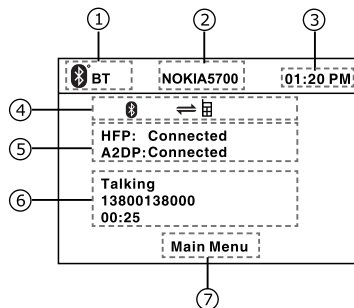 ① ② ③
BT NOKIA5700 01:20 PM
④
⑤ HFP: Connected
A2DP:Connected
⑥ Talking
13800138000
00:25
Main Menu
⑦